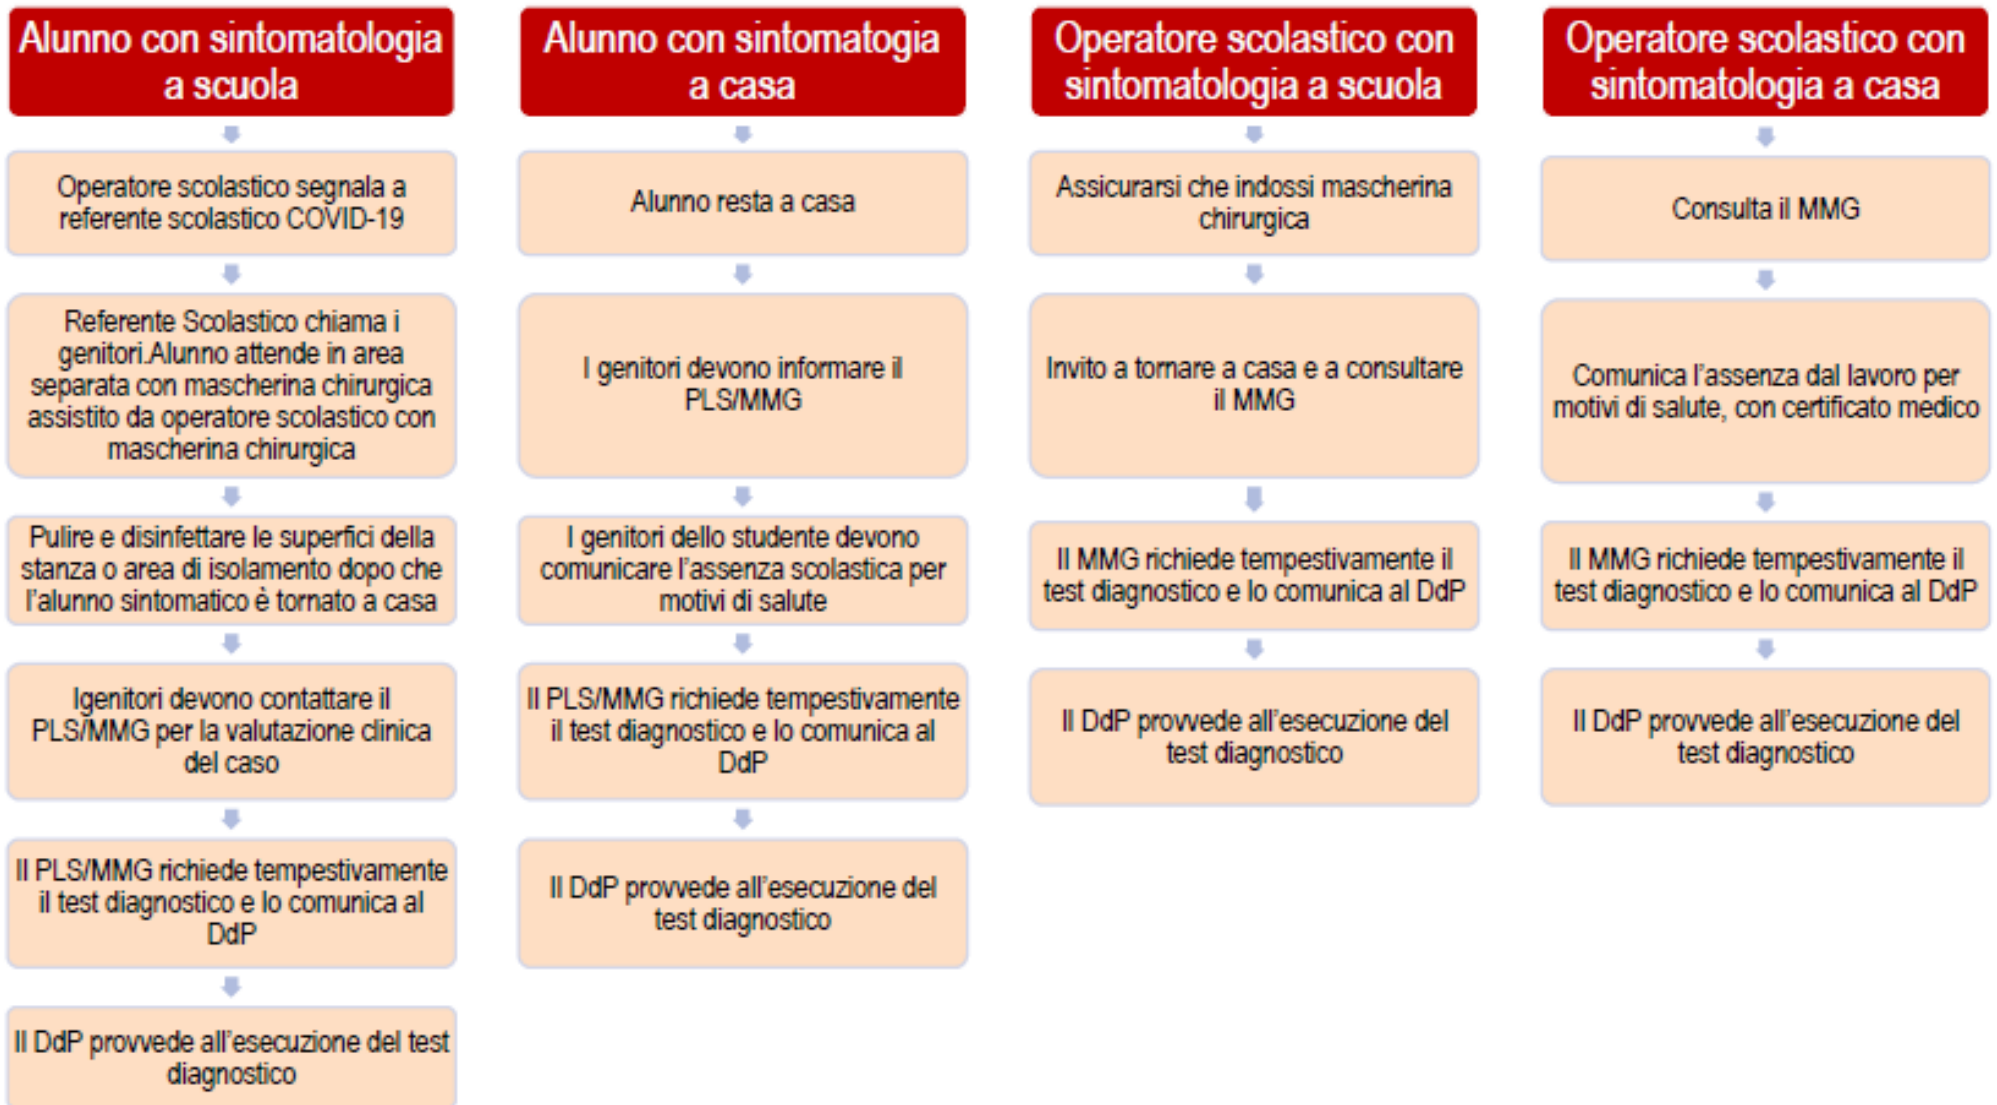 Alunno con sintomatologia
a scuola
Operatore scolastico segnala a
referente scolastico COVID-19
Referente Scolastico chiama i
genitori.Alunno attende in area
separata con mascherina chirurgica
assistito da operatore scolastico con
mascherina chirurgica
Pulire e disinfettare le superfici della
stanza o area di isolamento dopo che
l'alunno sintomatico è tornato a casa
Igenitori devono contattare il
PLS/MMG per la valutazione clinica
del caso
Il PLS/MMG richiede tempestivamente
il test diagnostico e lo comunica al
DdP
Il DdP provvede all'esecuzione del test
diagnostico
Alunno con sintomatogia
a casa
Alunno resta a casa
I genitori devono informare il
PLS/MMG
I genitori dello studente devono
comunicare l'assenza scolastica per
motivi di salute
Il PLS/MMG richiede tempestivamente
il test diagnostico e lo comunica al
DdP
Il DdP provvede all'esecuzione del
test diagnostico
Operatore scolastico con
sintomatologia a scuola
Assicurarsi che indossi mascherina
chirurgica
Invito a tornare a casa e a consultare
il MMG
Il MMG richiede tempestivamente il
test diagnostico e lo comunica al DdP
Il DdP provvede all'esecuzione del
test diagnostico
Operatore scolastico con
sintomatologia a casa
Consulta il MMG
Comunica l'assenza dal lavoro per
motivi di salute, con certificato medico
Il MMG richiede tempestivamente il
test diagnostico e lo comunica al DdP
Il DdP provvede all'esecuzione del
test diagnostico